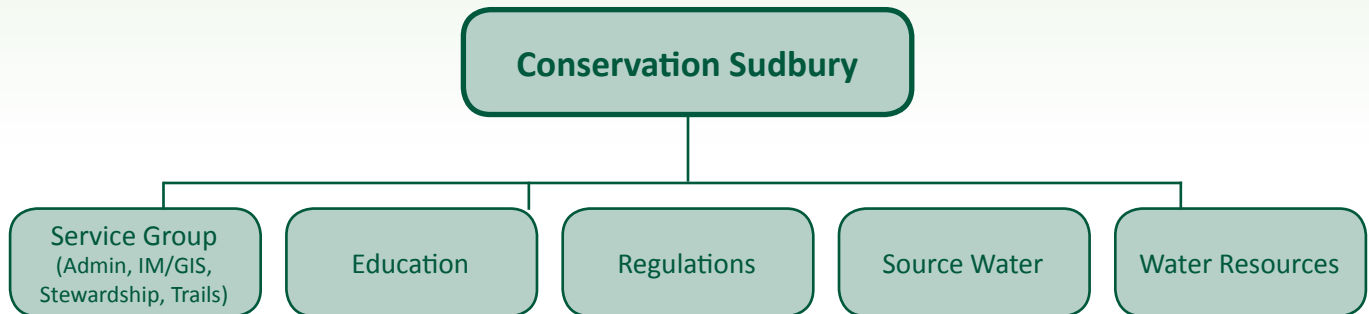 Conservation Sudbury
Service Group
(Admin, IM/GIS,
Stewardship, Trails)
Education
Regulations
Source Water
Water Resources